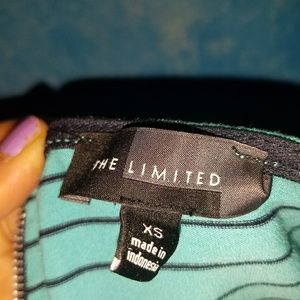 THE LIMITED
XS
made in
indonesia